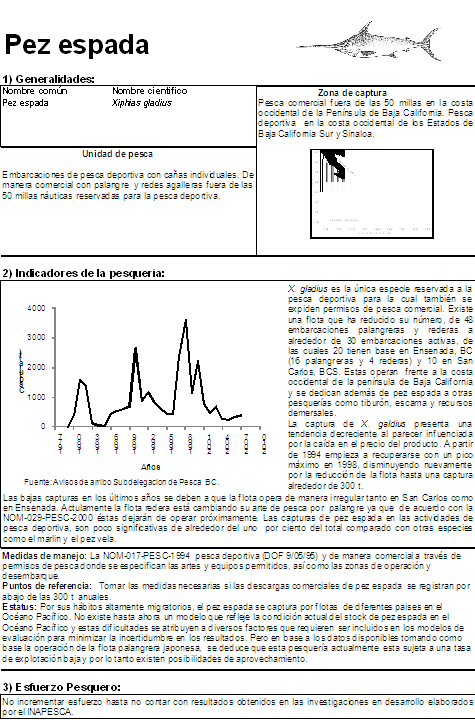 Pez espada
1) Generalidades:
Nombre común Nombre científico
Pez espada Xiphias gladius
Zona de captura
Pesca comercial fuera de las 50 millas en la costa
occidental de la Península de Baja California. Pesca
deportiva en la costa occidental de los Estados de
Baja California Sur y Sinaloa.
Unidad de pesca
Embarcaciones de pesca deportiva con cañas individuales. De
manera comercial con palangre y redes agalleras fuera de las
50 millas náuticas reservadas para la pesca deportiva.
2) Indicadores de la pesquería:
4000
3000
2000
1000
0
Años
Fuente: Avisos de arribo Subdelegacion de Pesca BC.
X. gladius es la única especie reservada a la
pesca deportiva para la cual también se
expiden permisos de pesca comercial. Existe
una flota que ha reducido su número, de 48
embarcaciones palangreras y rederas a
alrededor de 30 embarcaciones activas, de
las cuales 20 tienen base en Ensenada, BC
(16 palangreras y 4 rederas) y 10 en San
Carlos, BCS. Estas operan frente a la costa
occidental de la península de Baja California
y se dedican además de pez espada a otras
pesquerías como tiburón, escama y recursos
demersales.
La captura de X. gladius presenta una
tendencia decreciente al parecer influenciada
por la caída en el precio del producto. A partir
de 1994 empieza a recuperarse con un pico
máximo en 1998, disminuyendo nuevamente
por la reducción de la flota hasta una captura
alrededor de 300 t.
Las bajas capturas en los últimos años se deben a que la flota opera de manera irregular tanto en San Carlos como
en Ensenada. Actualmente la flota redera está cambiando su arte de pesca por palangre ya que de acuerdo con la
NOM-029-PESC-2000 éstas dejarán de operar próximamente. Las capturas de pez espada en las actividades de
pesca deportiva, son poco significativas de alrededor del uno por ciento del total comparado con otras especies
como el marlin y el pez vela.
Medidas de manejo: La NOM-017-PESC-1994 pesca deportiva (DOF 9/05/95) y de manera comercial a través de
permisos de pesca donde se especifican las artes y equipos permitidos, así como las zonas de operación y
desembarque.
Puntos de referencia: Tomar las medidas necesarias si las descargas comerciales de pez espada se registran por
abajo de las 300 t anuales.
Estatus: Por sus hábitos altamente migratorios, el pez espada se captura por flotas de diferentes países en el
Océano Pacífico. No existe hasta ahora un modelo que refleje la condición actual del stock de pez espada en el
Océano Pacífico y estas dificultades se atribuyen a diversos factores que requieren ser incluidos en los modelos de
evaluación para minimizar la incertidumbre en los resultados. Pero en base a los datos disponibles tomando como
base la operación de la flota palangrera japonesa, se deduce que esta pesquería actualmente esta sujeta a una tasa
de explotación baja y por lo tanto existen posibilidades de aprovechamiento.
3) Esfuerzo Pesquero:
No incrementar esfuerzo hasta no contar con resultados obtenidos en las investigaciones en desarrollo elaborados
por el INAPESCA.